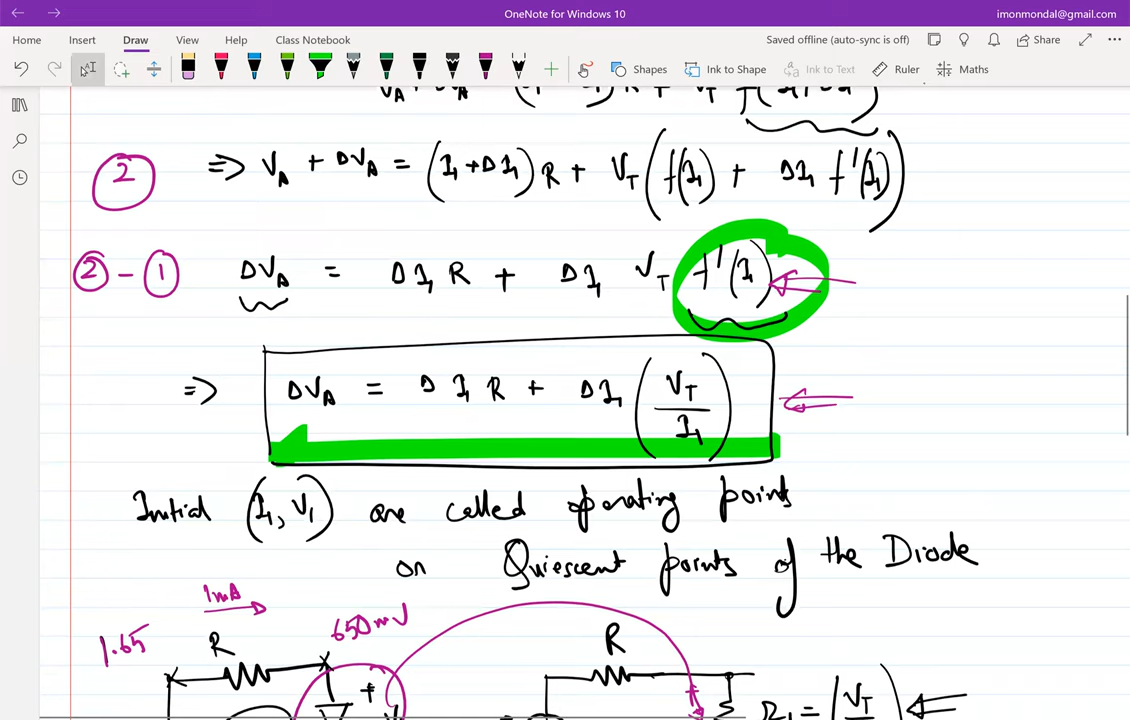 OneNote for Windows 10
imonmondal@gmail.com
Home Insert Draw View Help Class Notebook
Saved offline (auto-sync is off) Share
Shapes Ink to Shape Ink to Text Ruler Maths
② => V_A + ΔV_A = (I_1 + ΔI_1) R + V_T (f(I_1) + ΔI_1 f'(I_1))
② - ① ΔV_A = ΔI_1 R + ΔI_1 V_T f'(I_1)
=> ΔV_A = ΔI_1 R + ΔI_1 (V_T / I_1)
Initial (I_1, V_1) are called operating points
or Quiescent points of the Diode
1mA
1.65 R 650mV R
+